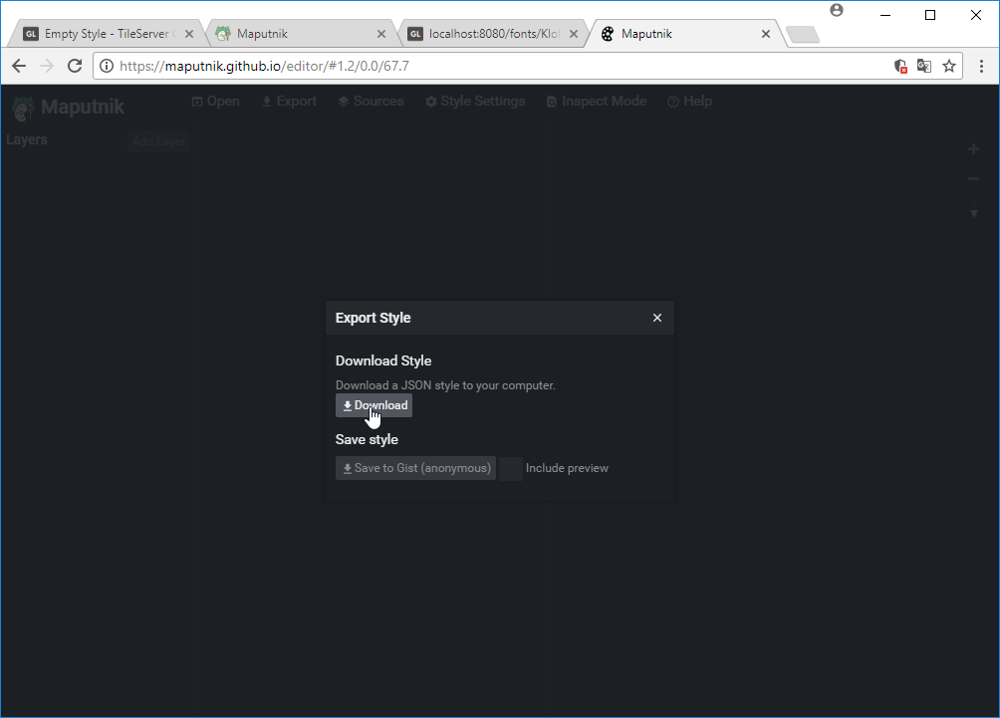 GL Empty Style - TileServer
Maputnik
GL localhost:8080/fonts/Klo
Maputnik
https://maputnik.github.io/editor/#1.2/0.0/67.7
Maputnik
Open
Export
Sources
Style Settings
Inspect Mode
Help
Layers
Add Layer
Export Style
Download Style
Download a JSON style to your computer.
Download
Save style
Save to Gist (anonymous)
Include preview